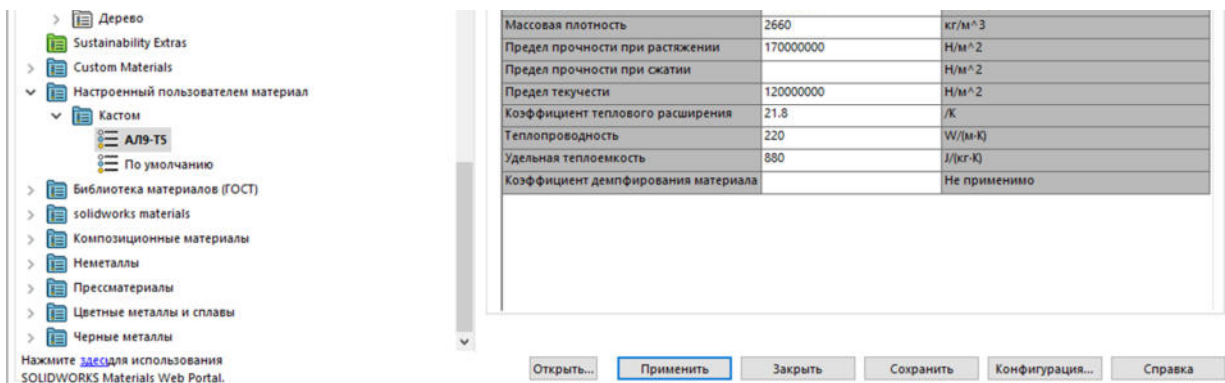 Дерево
Sustainability Extras
Custom Materials
Настроенный пользователем материал
Кастом
АЛ9-Т5
По умолчанию
Библиотека материалов (ГОСТ)
solidworks materials
Композиционные материалы
Неметаллы
Прессматериалы
Цветные металлы и сплавы
Черные металлы
Нажмите здесь для использования
SOLIDWORKS Materials Web Portal.
Массовая плотность 2660 кг/м^3
Предел прочности при растяжении 170000000 Н/м^2
Предел прочности при сжатии Н/м^2
Предел текучести 120000000 Н/м^2
Коэффициент теплового расширения 21.8 /K
Теплопроводность 220 W/(м·K)
Удельная теплоемкость 880 J/(кг·K)
Коэффициент демпфирования материала Не применимо
Открыть... Применить Закрыть Сохранить Конфигурация... Справка